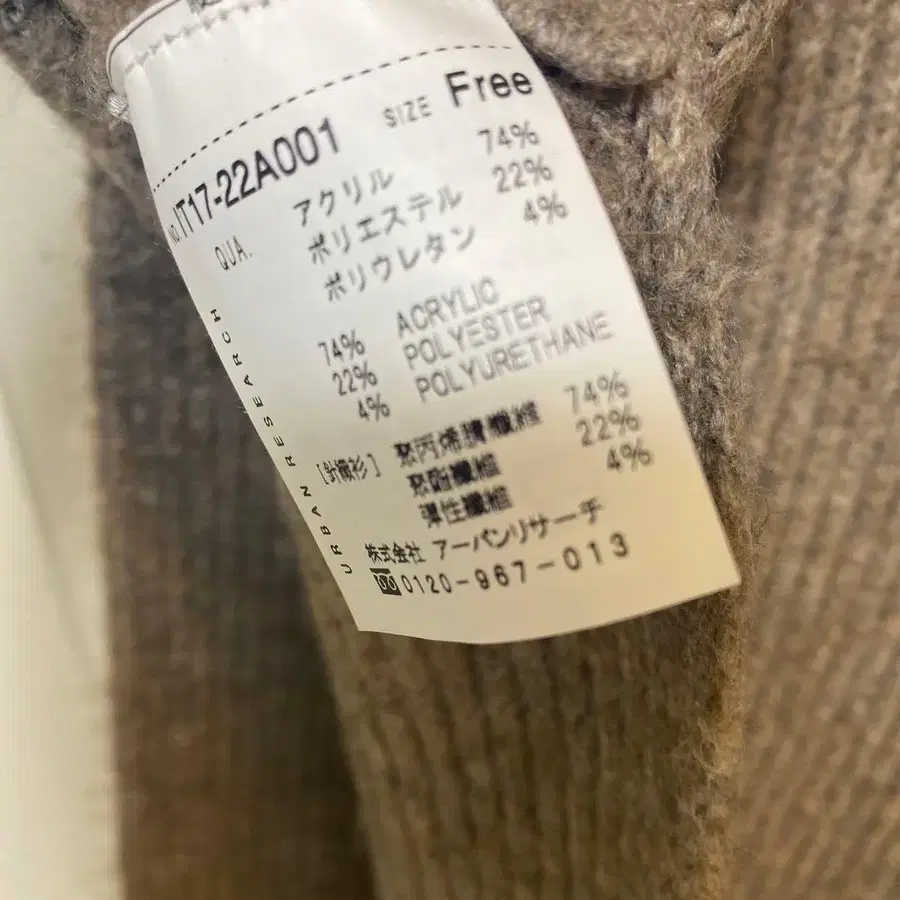 SIZE Free
NO.IT17-22A001
QUA. アクリル 74%
ポリエステル 22%
ポリウレタン 4%
74% ACRYLIC
22% POLYESTER
4% POLYURETHANE
[針織衫] 聚丙烯腈纖維 74%
聚酯纖維 22%
彈性纖維 4%
株式会社 アーバンリサーチ
0120-967-013
URBAN RESEARCH